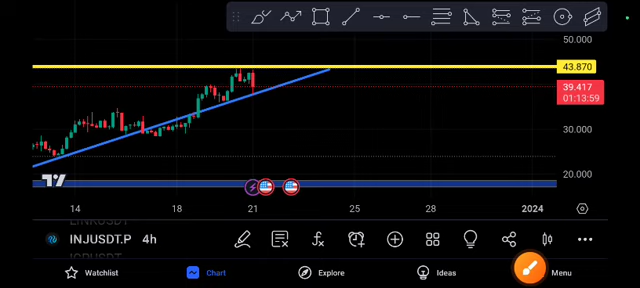 50.000
43.870
39.417
01:13:59
30.000
20.000
14 18 21 25 28 2024
LINKUSDT
INJUSDT.P 4h
Watchlist Chart Explore Ideas Menu